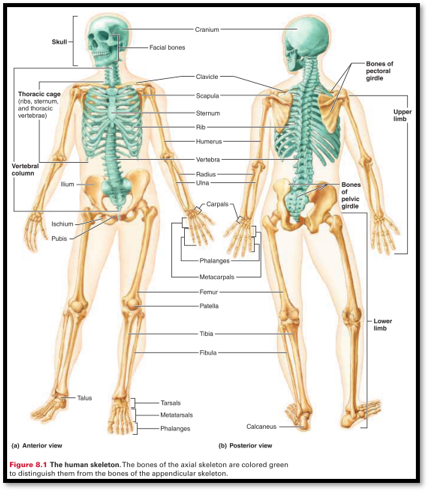 Cranium
Skull
Facial bones
Bones of
pectoral
girdle
Clavicle
Thoracic cage
(ribs, sternum,
and thoracic
vertebrae)
Scapula
Upper
limb
Sternum
Rib
Humerus
Vertebra
Vertebral
column
Radius
Ulna
Ilium
Bones
of
pelvic
girdle
Carpals
Ischium
Pubis
Phalanges
Metacarpals
Femur
Patella
Lower
limb
Tibia
Fibula
Talus
Tarsals
Metatarsals
Phalanges
Calcaneus
(a) Anterior view
(b) Posterior view
Figure 8.1 The human skeleton. The bones of the axial skeleton are colored green
to distinguish them from the bones of the appendicular skeleton.